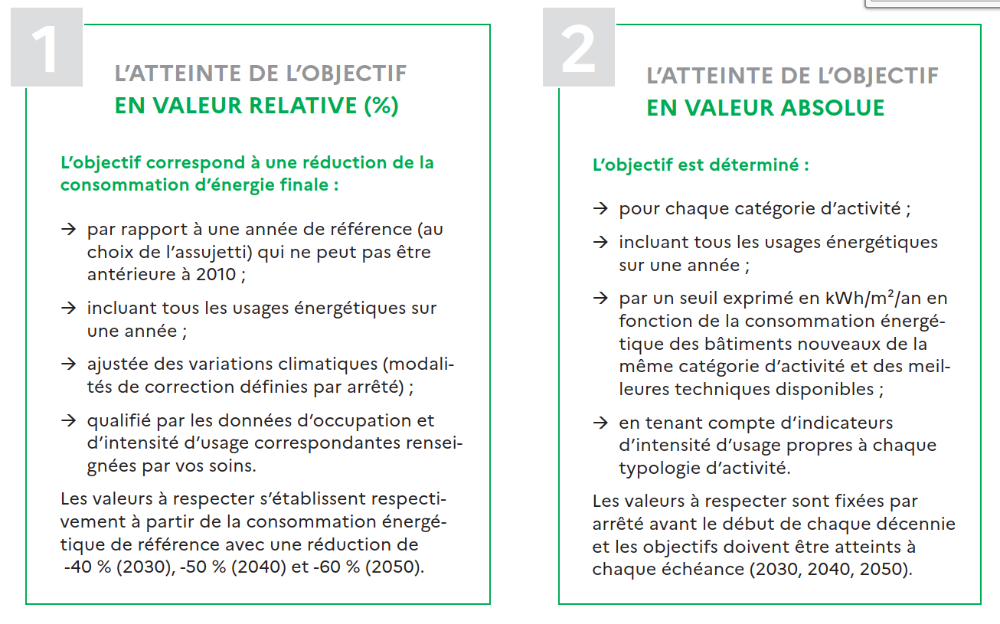 1
L’ATTEINTE DE L’OBJECTIF
EN VALEUR RELATIVE (%)
L’objectif correspond à une réduction de la
consommation d’énergie finale :
→ par rapport à une année de référence (au
choix de l’assujetti) qui ne peut pas être
antérieure à 2010 ;
→ incluant tous les usages énergétiques sur
une année ;
→ ajustée des variations climatiques (modali-
tés de correction définies par arrêté) ;
→ qualifié par les données d’occupation et
d’intensité d’usage correspondantes rensei-
gnées par vos soins.
Les valeurs à respecter s’établissent respecti-
vement à partir de la consommation énergé-
tique de référence avec une réduction de
-40 % (2030), -50 % (2040) et -60 % (2050).
2
L’ATTEINTE DE L’OBJECTIF
EN VALEUR ABSOLUE
L’objectif est déterminé :
→ pour chaque catégorie d’activité ;
→ incluant tous les usages énergétiques
sur une année ;
→ par un seuil exprimé en kWh/m²/an en
fonction de la consommation énergé-
tique des bâtiments nouveaux de la
même catégorie d’activité et des meil-
leures techniques disponibles ;
→ en tenant compte d’indicateurs
d’intensité d’usage propres à chaque
typologie d’activité.
Les valeurs à respecter sont fixées par
arrêté avant le début de chaque décennie
et les objectifs doivent être atteints à
chaque échéance (2030, 2040, 2050).